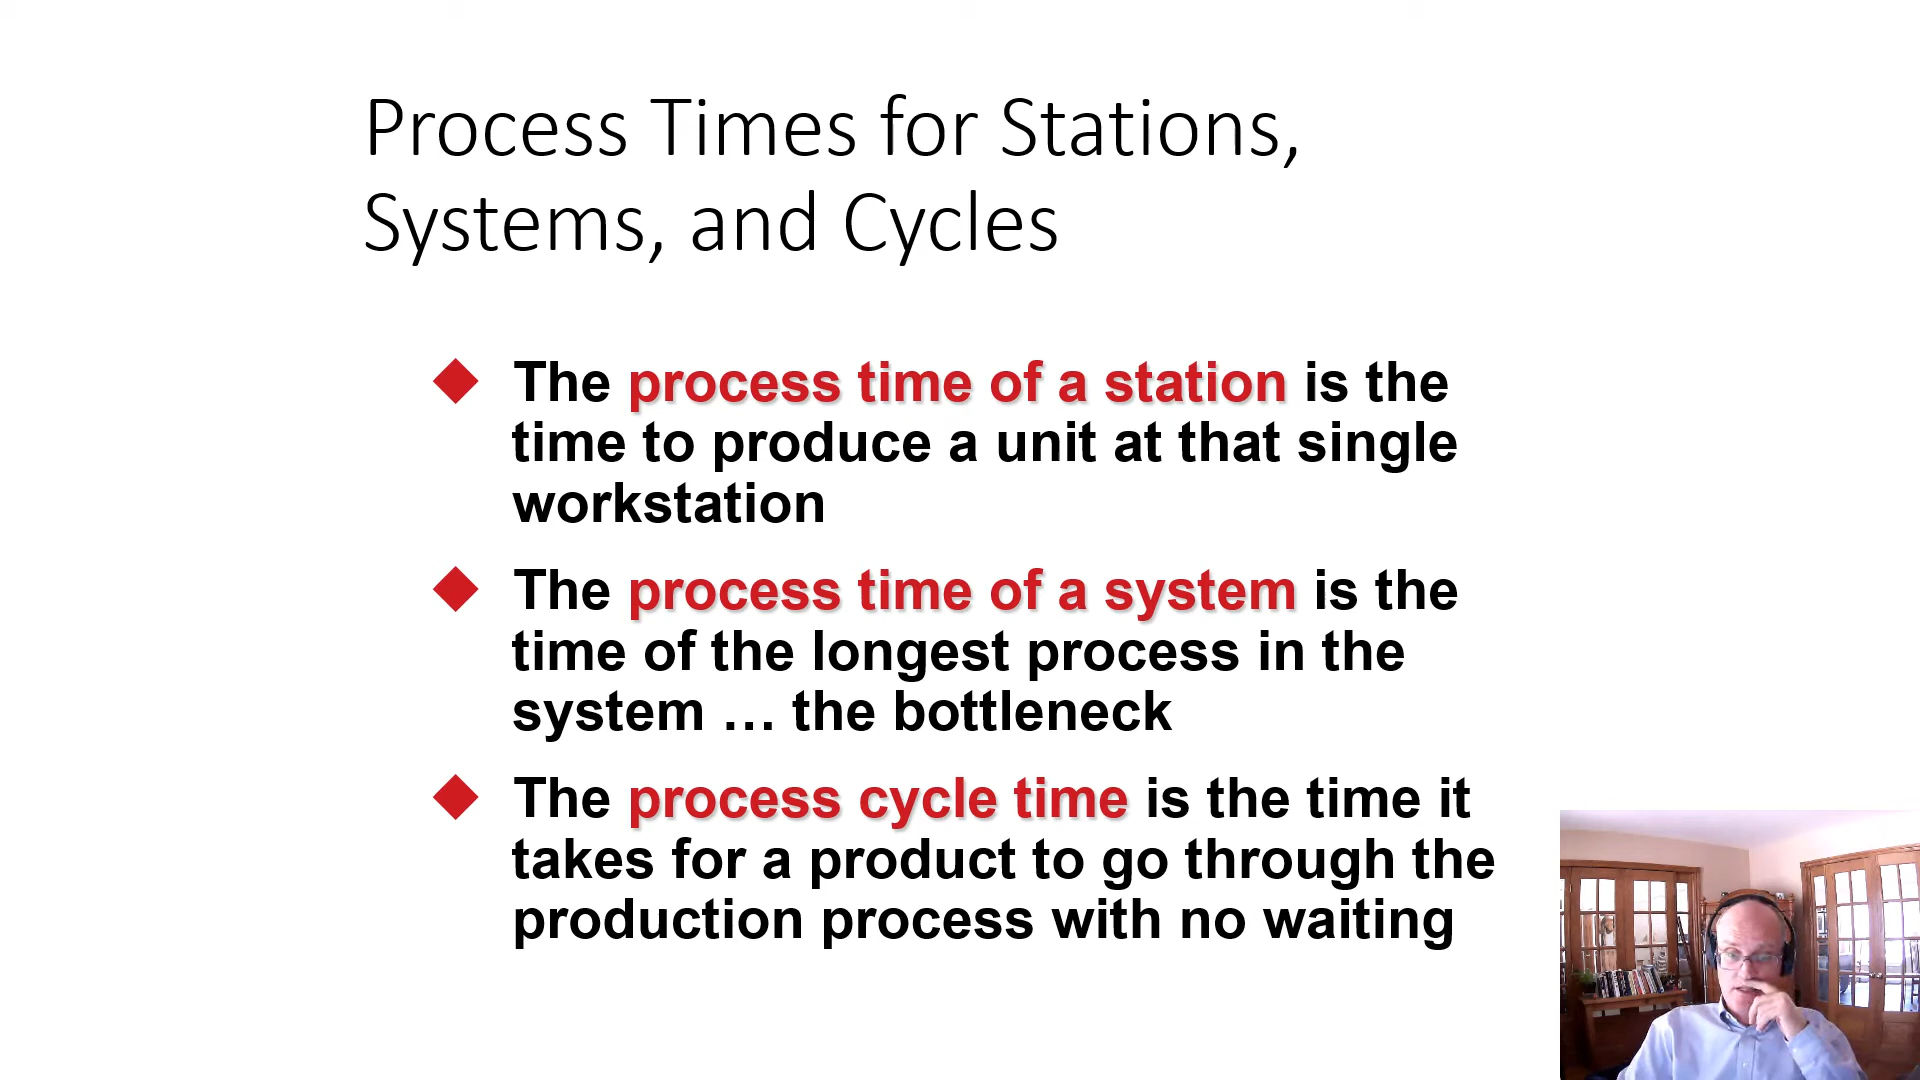 Process Times for Stations,
Systems, and Cycles
The process time of a station is the
time to produce a unit at that single
workstation
The process time of a system is the
time of the longest process in the
system … the bottleneck
The process cycle time is the time it
takes for a product to go through the
production process with no waiting